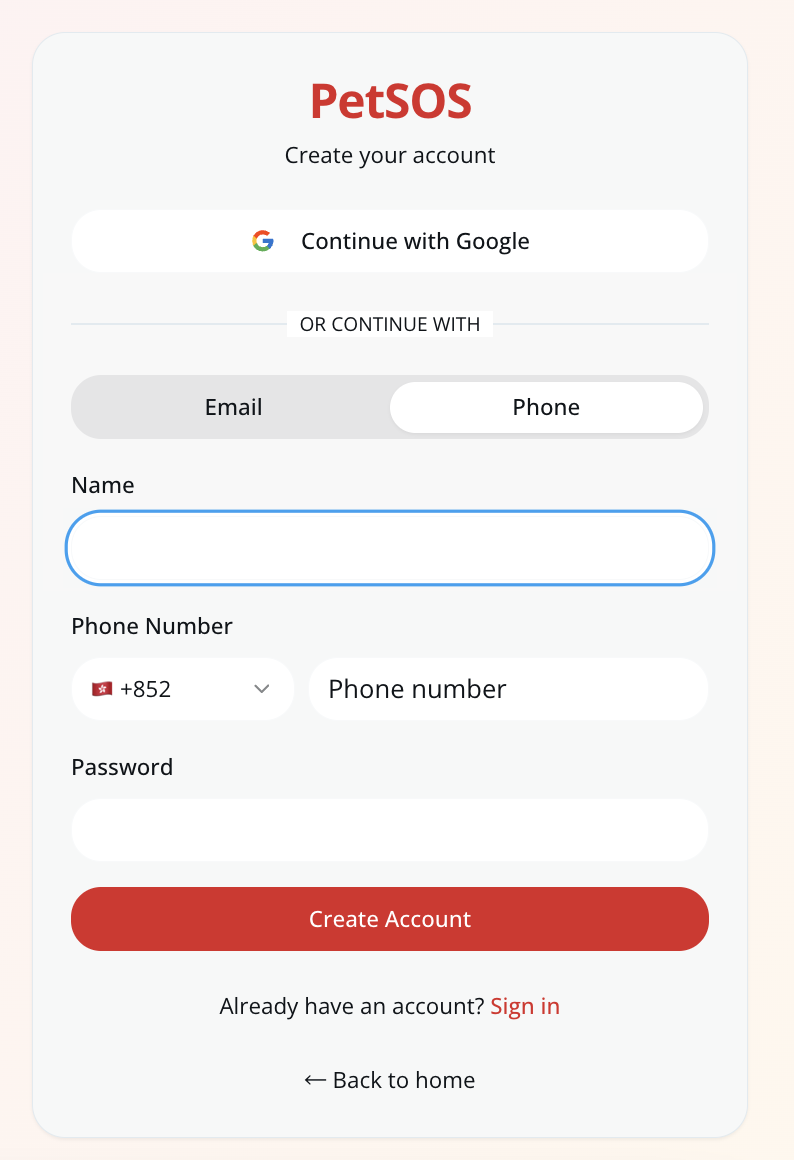 PetSOS
Create your account
Continue with Google
OR CONTINUE WITH
Email
Phone
Name
Phone Number
+852
Phone number
Password
Create Account
Already have an account? Sign in
← Back to home